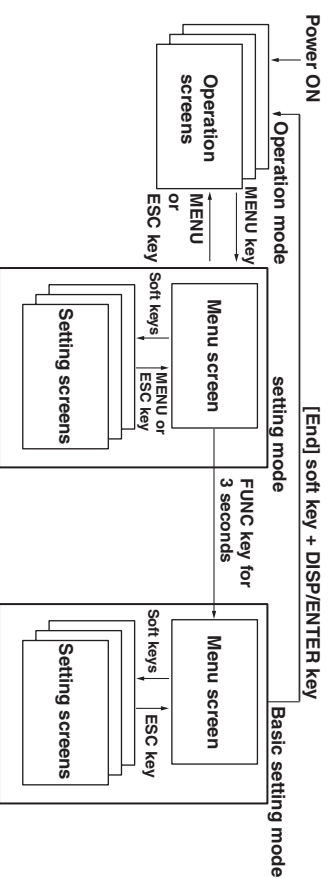 [End] soft key + DISP/ENTER key
Power ON
Operation mode
setting mode
Basic setting mode
Operation
screens
MENU key
MENU
or
ESC key
Menu screen
Soft keys
MENU or
ESC key
Setting screens
FUNC key for
3 seconds
Menu screen
Soft keys
ESC key
Setting screens